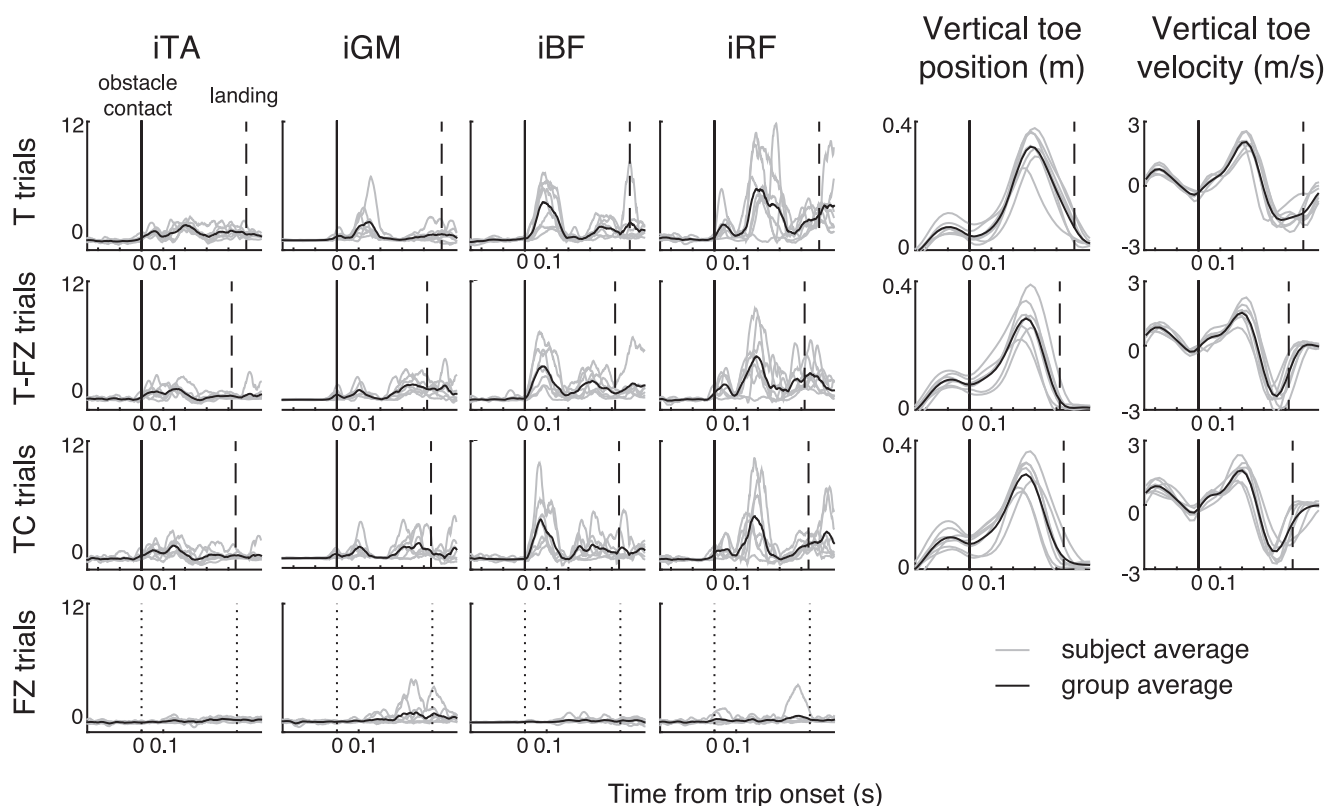 iTA iGM iBF iRF Vertical toe position (m) Vertical toe velocity (m/s)
obstacle contact landing
T trials
12 0 0.4 0 3 0 -3
0 0.1 0 0.1 0 0.1 0 0.1 0 0.1 0 0.1
T-FZ trials
12 0 0.4 0 3 0 -3
0 0.1 0 0.1 0 0.1 0 0.1 0 0.1 0 0.1
TC trials
12 0 0.4 0 3 0 -3
0 0.1 0 0.1 0 0.1 0 0.1 0 0.1 0 0.1
FZ trials
12 0
0 0.1 0 0.1 0 0.1 0 0.1
subject average
group average
Time from trip onset (s)